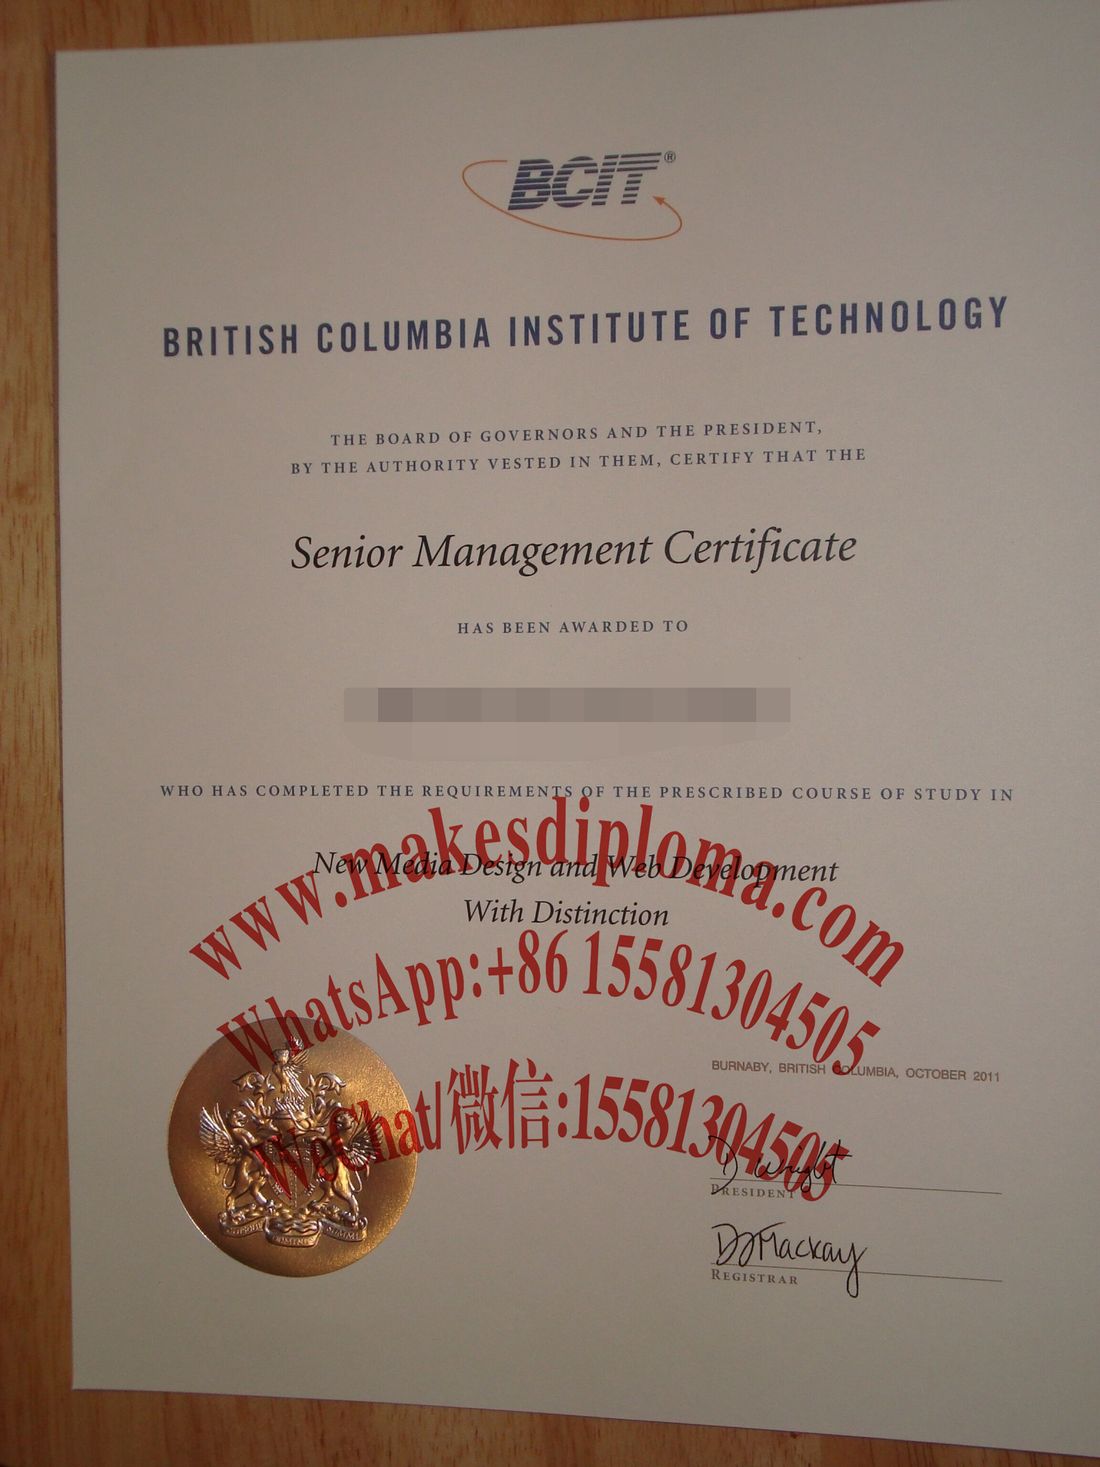 BCIT®
BRITISH COLUMBIA INSTITUTE OF TECHNOLOGY
THE BOARD OF GOVERNORS AND THE PRESIDENT,
BY THE AUTHORITY VESTED IN THEM, CERTIFY THAT THE
Senior Management Certificate
HAS BEEN AWARDED TO
WHO HAS COMPLETED THE REQUIREMENTS OF THE PRESCRIBED COURSE OF STUDY IN
www.makesdiploma.com
New Media Design and Web Development
With Distinction
WhatsApp:+86 15581304505
BURNABY, BRITISH COLUMBIA, OCTOBER 2011
WeChat/微信:15581304505
D Wright
PRESIDENT
DJMackay
REGISTRAR